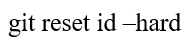 git reset id –hard